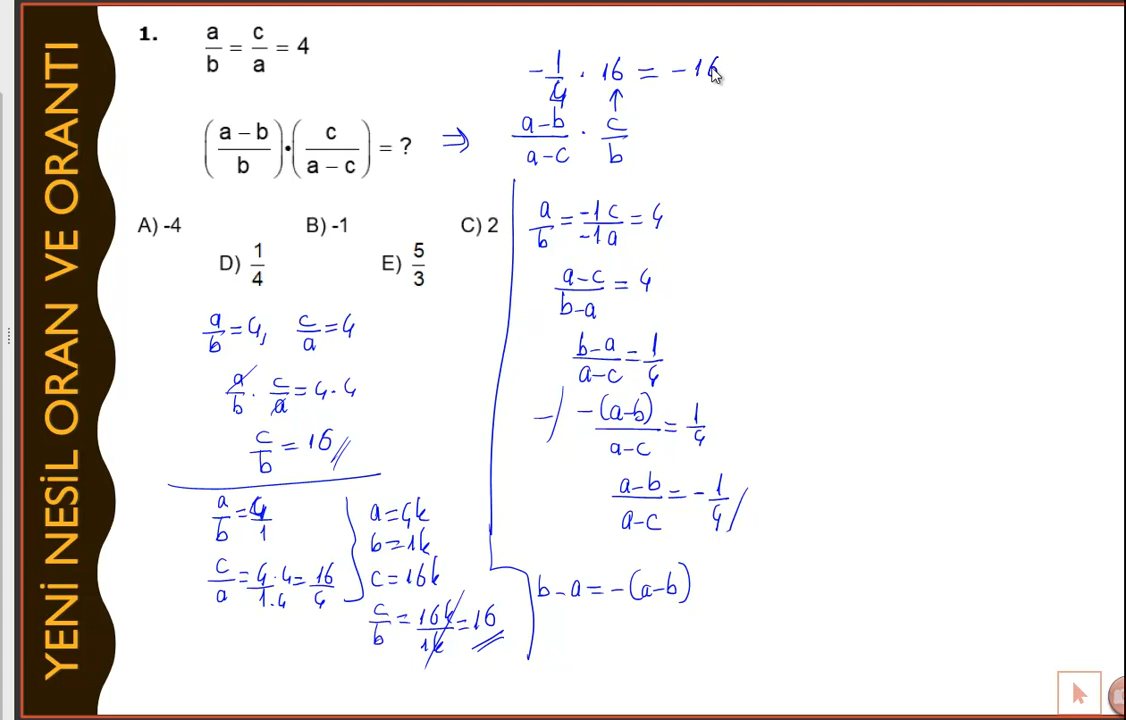 YENİ NESİL ORAN VE ORANTI
1. a/b = c/a = 4
((a − b)/b)•(c/(a − c)) = ? ⇒ (a-b)/(a-c) · c/b
-1/4 · 16 = -16
A) -4 B) -1 C) 2
D) 1/4 E) 5/3
a/b = 4, c/a = 4
a/b · c/a = 4·4
c/b = 16
a/b = 4/1
c/a = 4·4/1·4 = 16/4
a = 4k
b = 1k
c = 16k
c/b = 16k/1k = 16
a/b = -1c/-1a = 4
a-c/b-a = 4
b-a/a-c = 1/4
-/ -(a-b)/a-c = 1/4
a-b/a-c = -1/4
b-a = -(a-b)